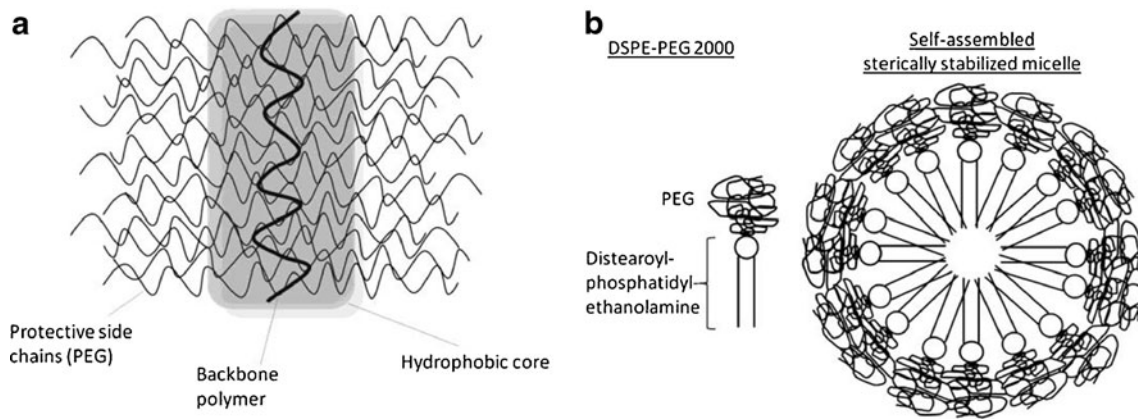 a
Protective side
chains (PEG)
Backbone
polymer
Hydrophobic core
b
DSPE-PEG 2000
Self-assembled
sterically stabilized micelle
PEG
Distearoyl-
phosphatidyl-
ethanolamine